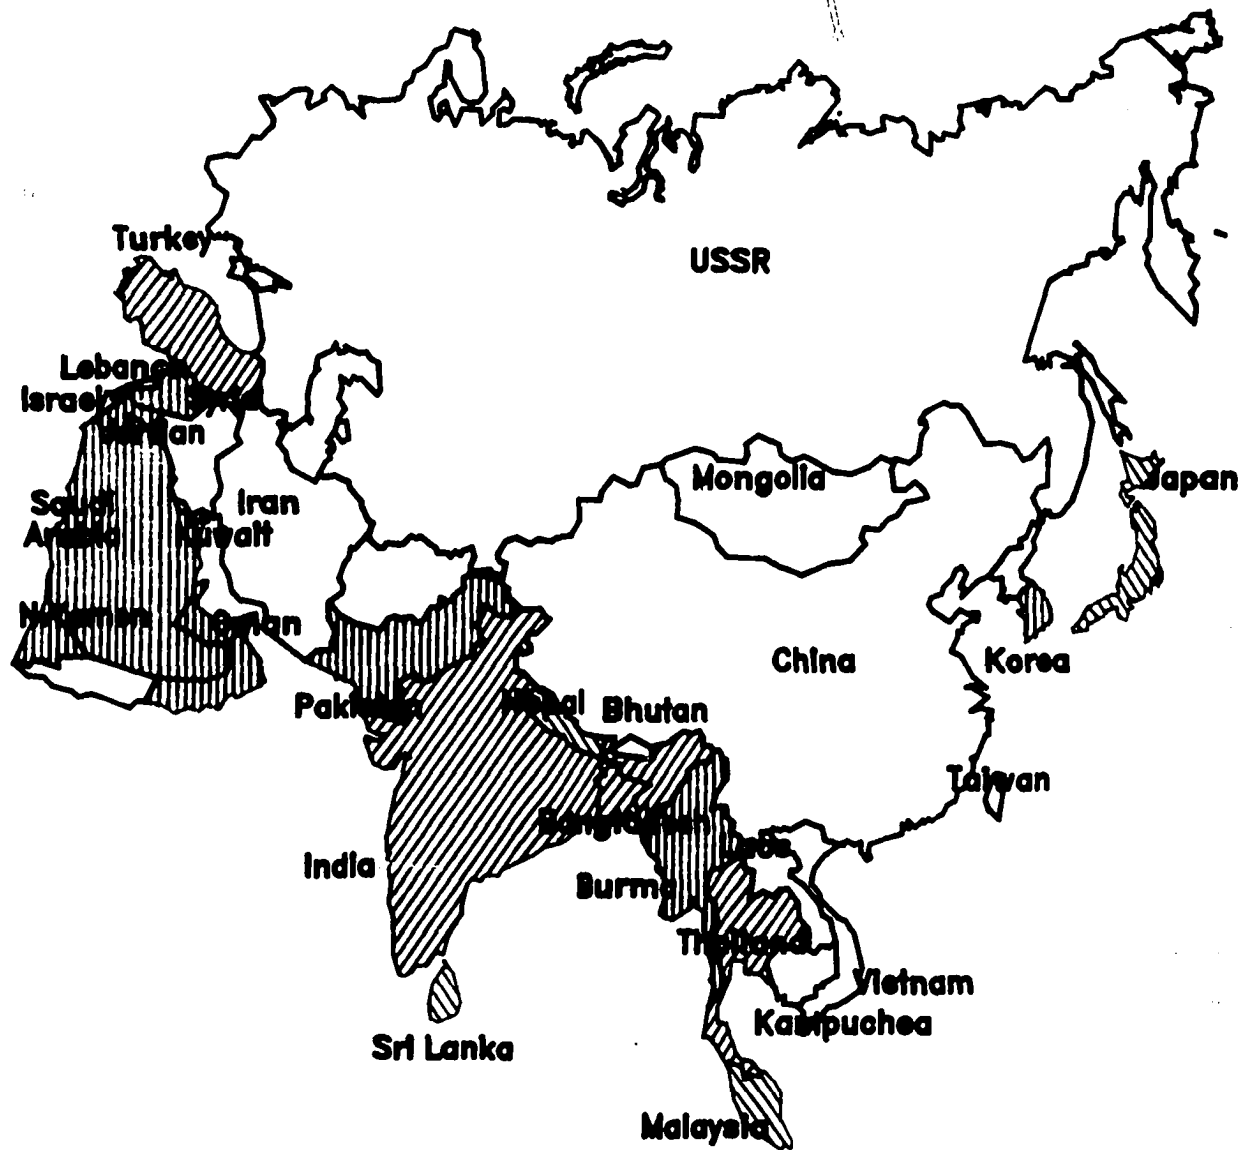 Turkey
USSR
Lebanon
Israel Syria
Jordan
Mongolia
Japan
Saudi
Arabia
Iran
Kuwait
N.Yemen
Oman
China
Korea
Pakistan
Nepal
Bhutan
Taiwan
Bangladesh
Laos
India
Burma
Thailand
Vietnam
Kampuchea
Sri Lanka
Malaysia